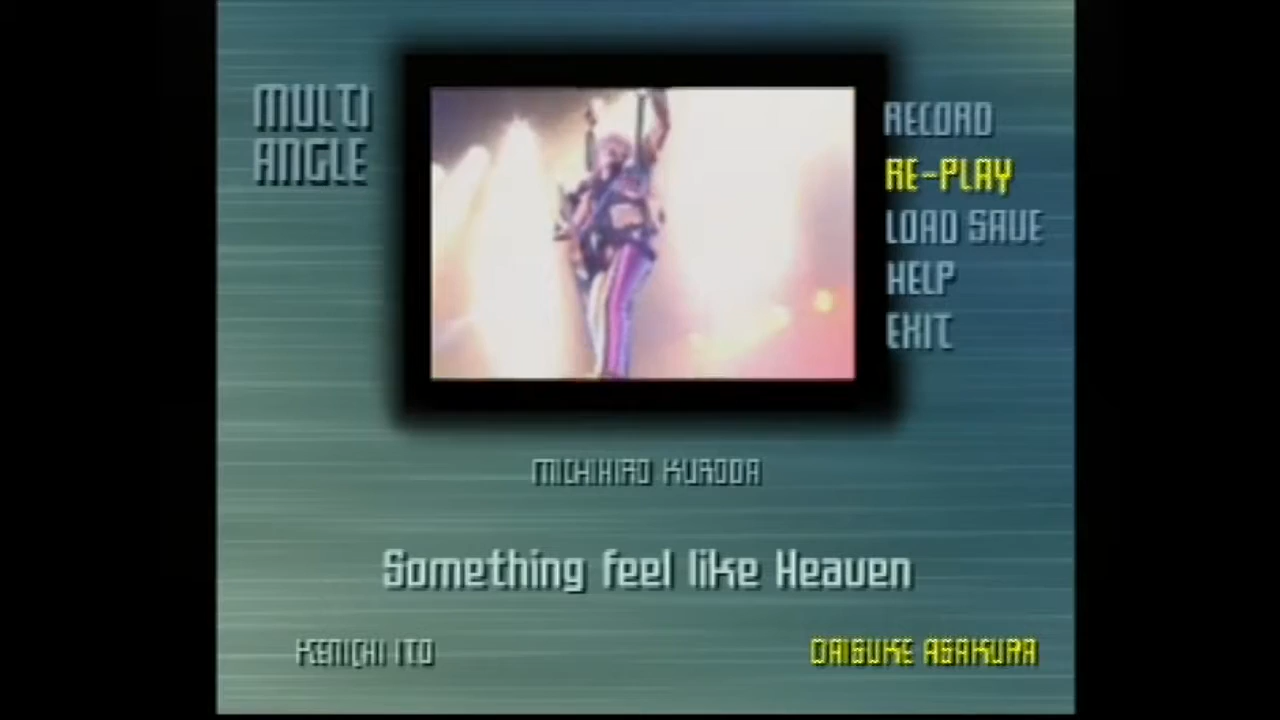 MULTI
ANGLE
RECORD
RE-PLAY
LOAD SAVE
HELP
EXIT
MICHIHIRO KURODA
Something feel like Heaven
KENICHI ITO
DAISUKE ASAKURA